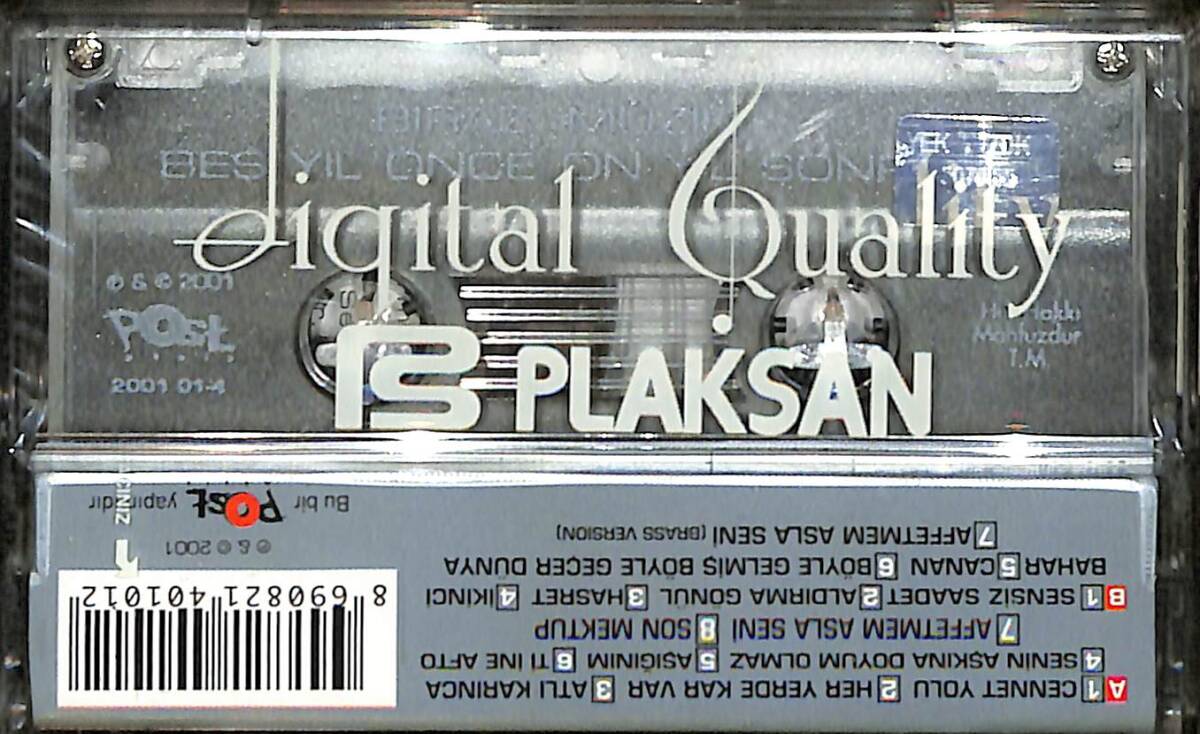 BİRAZ MÜZİK
BEŞ YIL ÖNCE ON YIL SONRA
Digital Quality
℗ & © 2001
Post
2001 01-4
Her Hakkı
Mahfuzdur
T.M.
PLAKSAN
A 1 CENNET YOLU 2 HER YERDE KAR VAR 3 ATLI KARINCA
4 SENİN AŞKINA DOYUM OLMAZ 5 AŞIĞINIM 6 TI INE AFTO
7 AFFETMEM ASLA SENİ 8 SON MEKTUP
B 1 SENSİZ SAADET 2 ALDIRMA GÖNÜL 3 HASRET 4 İKİNCİ
BAHAR 5 CANAN 6 BÖYLE GELMİŞ BÖYLE GEÇER DÜNYA
7 AFFETMEM ASLA SENİ (BRASS VERSION)
8 690821 401012
℗ & © 2001
Bu bir Post yapımıdır